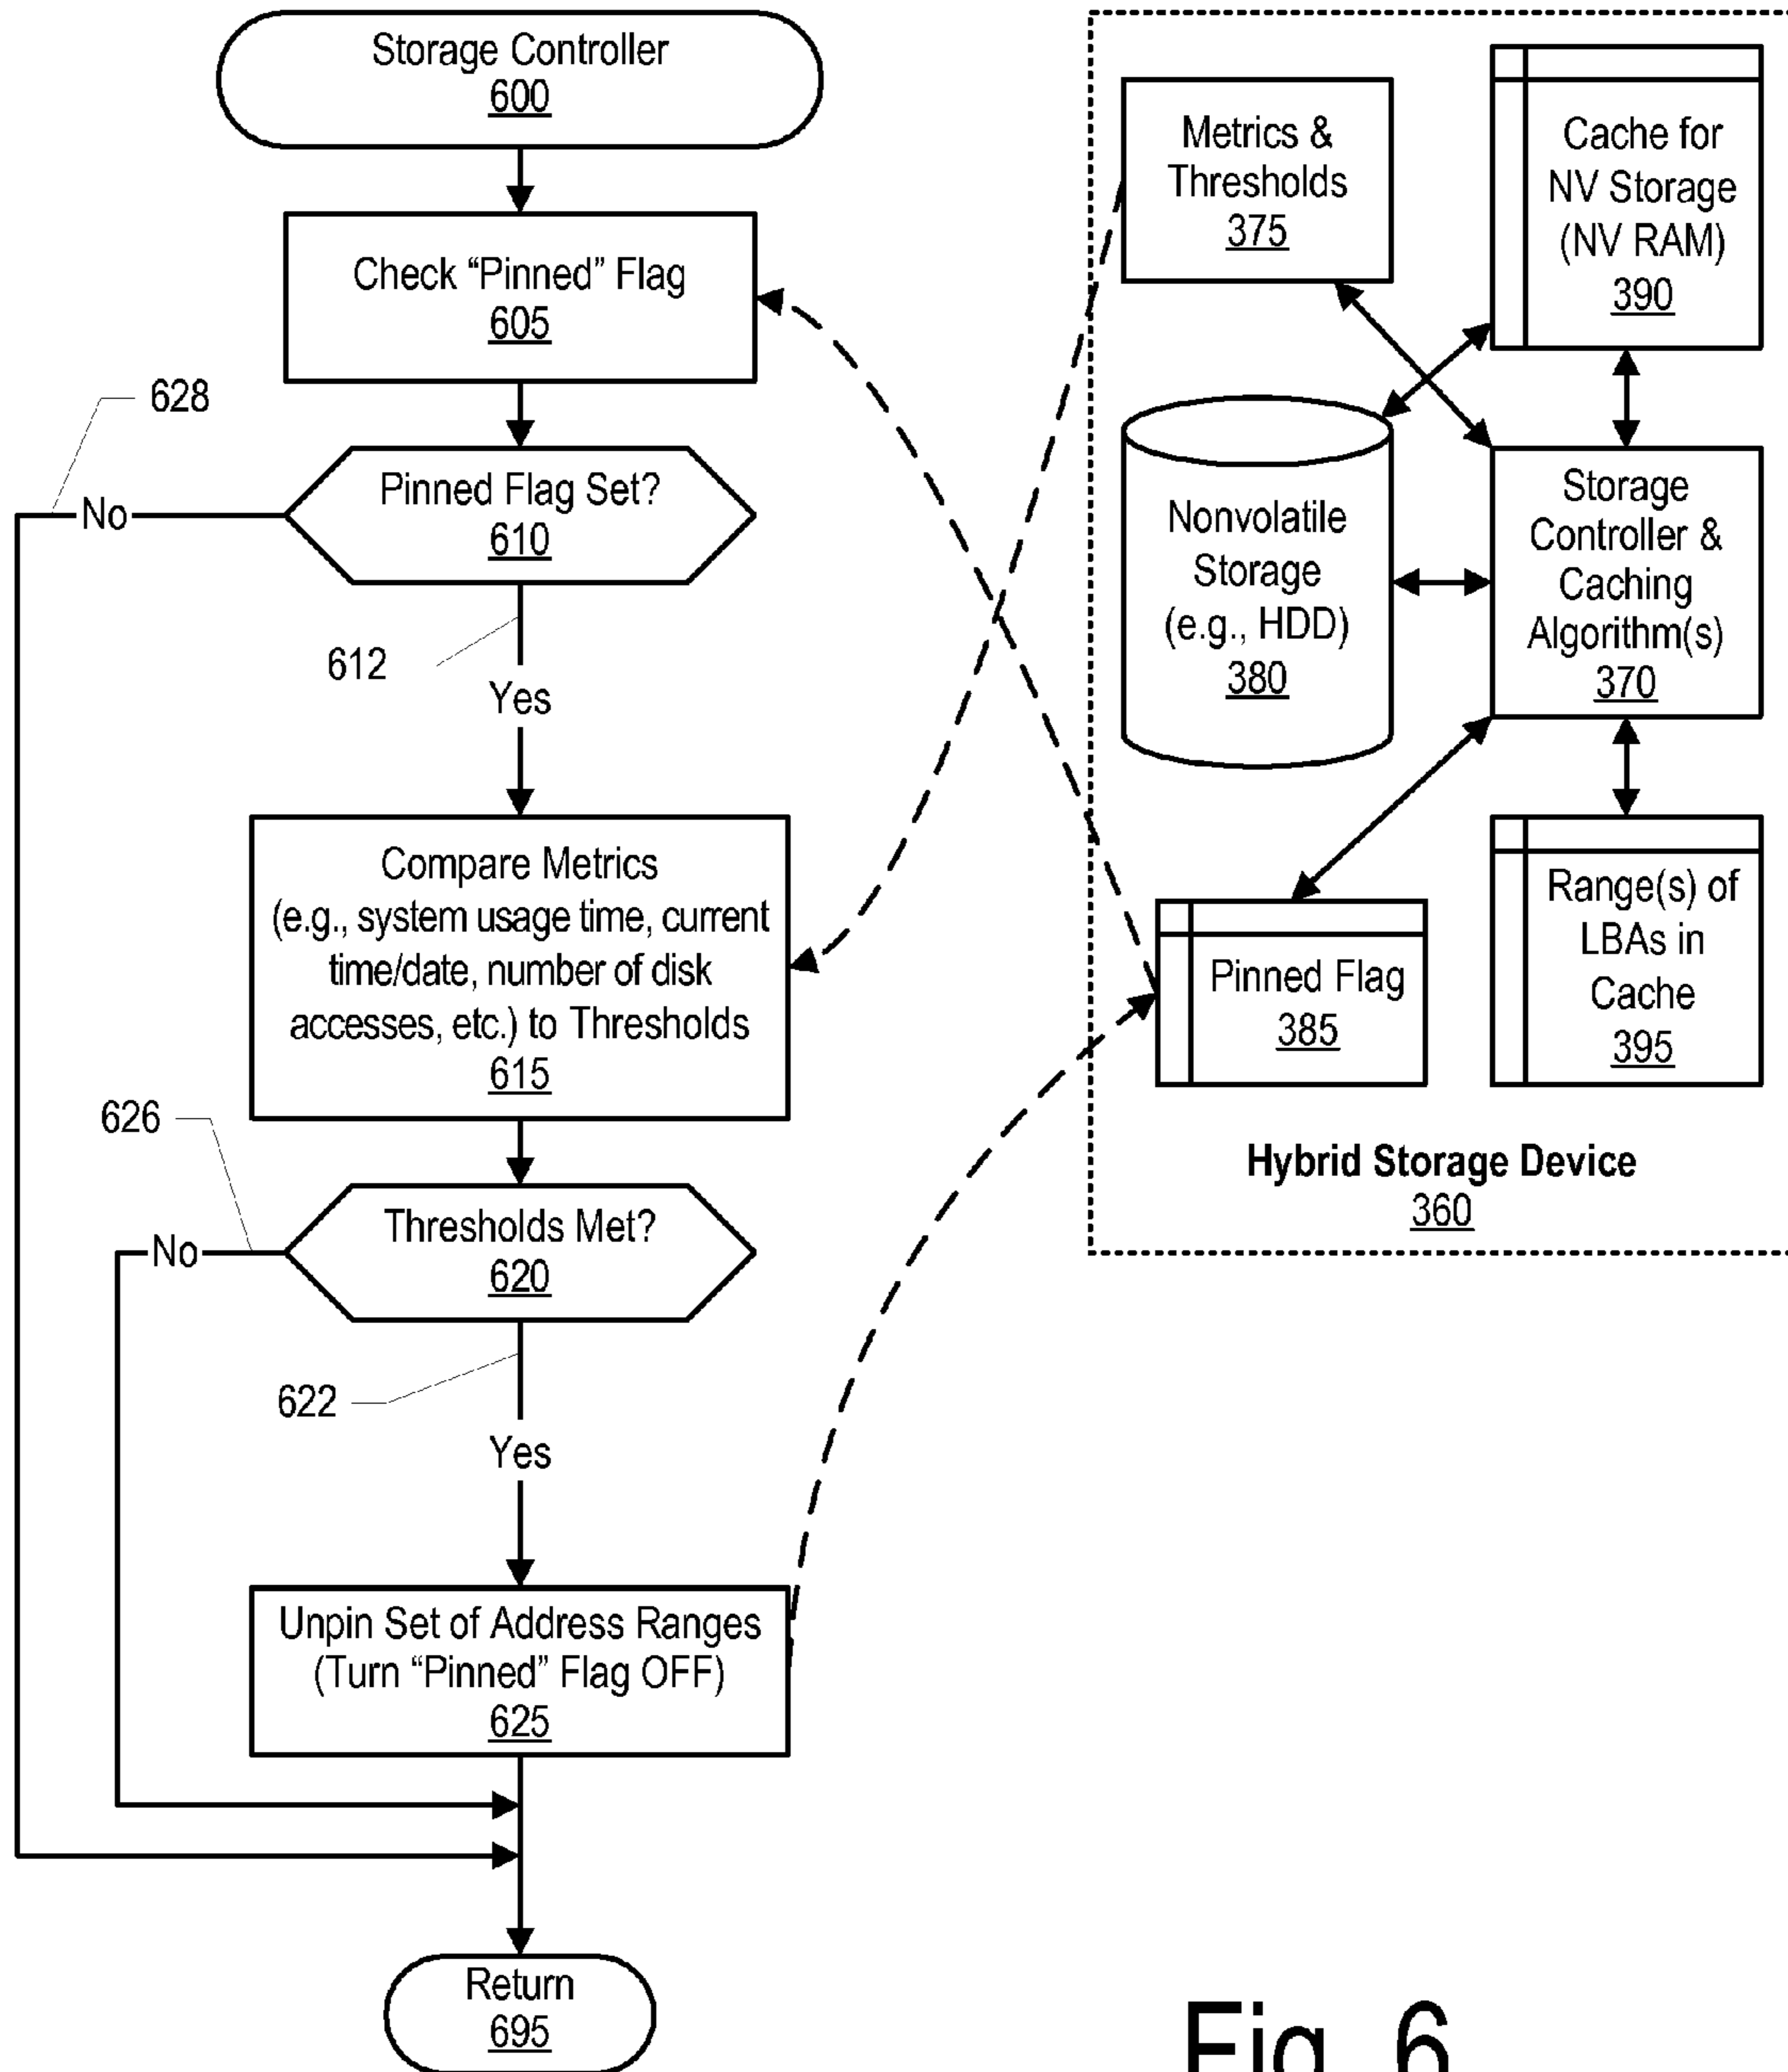 Storage Controller
600
Check “Pinned” Flag
605
628
No
Pinned Flag Set?
610
612
Yes
Compare Metrics
(e.g., system usage time, current
time/date, number of disk
accesses, etc.) to Thresholds
615
626
No
Thresholds Met?
620
622
Yes
Unpin Set of Address Ranges
(Turn “Pinned” Flag OFF)
625
Return
695
Metrics &
Thresholds
375
Cache for
NV Storage
(NV RAM)
390
Nonvolatile
Storage
(e.g., HDD)
380
Storage
Controller &
Caching
Algorithm(s)
370
Pinned Flag
385
Range(s) of
LBAs in
Cache
395
Hybrid Storage Device
360
Fig. 6